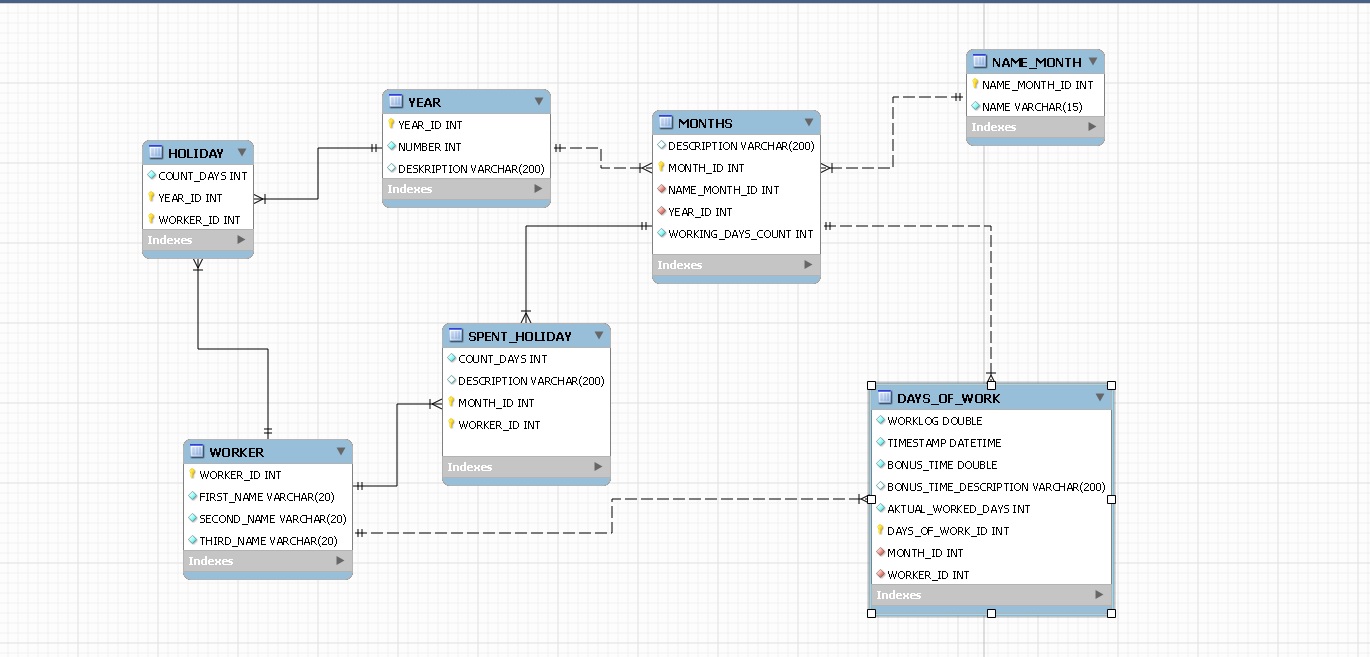 NAME_MONTH
NAME_MONTH_ID INT
NAME VARCHAR(15)
Indexes
YEAR
YEAR_ID INT
NUMBER INT
DESKRIPTION VARCHAR(200)
Indexes
MONTHS
DESCRIPTION VARCHAR(200)
MONTH_ID INT
NAME_MONTH_ID INT
YEAR_ID INT
WORKING_DAYS_COUNT INT
Indexes
HOLIDAY
COUNT_DAYS INT
YEAR_ID INT
WORKER_ID INT
Indexes
SPENT_HOLIDAY
COUNT_DAYS INT
DESCRIPTION VARCHAR(200)
MONTH_ID INT
WORKER_ID INT
Indexes
DAYS_OF_WORK
WORKLOG DOUBLE
TIMESTAMP DATETIME
BONUS_TIME DOUBLE
BONUS_TIME_DESCRIPTION VARCHAR(200)
AKTUAL_WORKED_DAYS INT
DAYS_OF_WORK_ID INT
MONTH_ID INT
WORKER_ID INT
Indexes
WORKER
WORKER_ID INT
FIRST_NAME VARCHAR(20)
SECOND_NAME VARCHAR(20)
THIRD_NAME VARCHAR(20)
Indexes